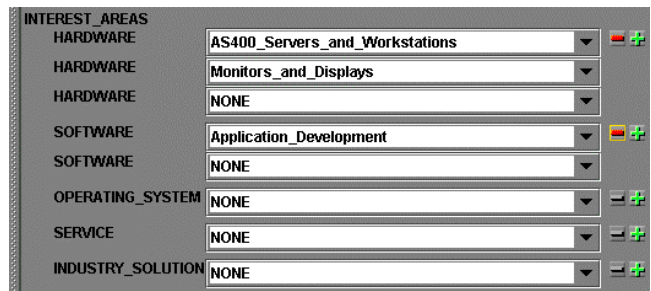 INTEREST_AREAS
HARDWARE AS400_Servers_and_Workstations
HARDWARE Monitors_and_Displays
HARDWARE NONE
SOFTWARE Application_Development
SOFTWARE NONE
OPERATING_SYSTEM NONE
SERVICE NONE
INDUSTRY_SOLUTION NONE